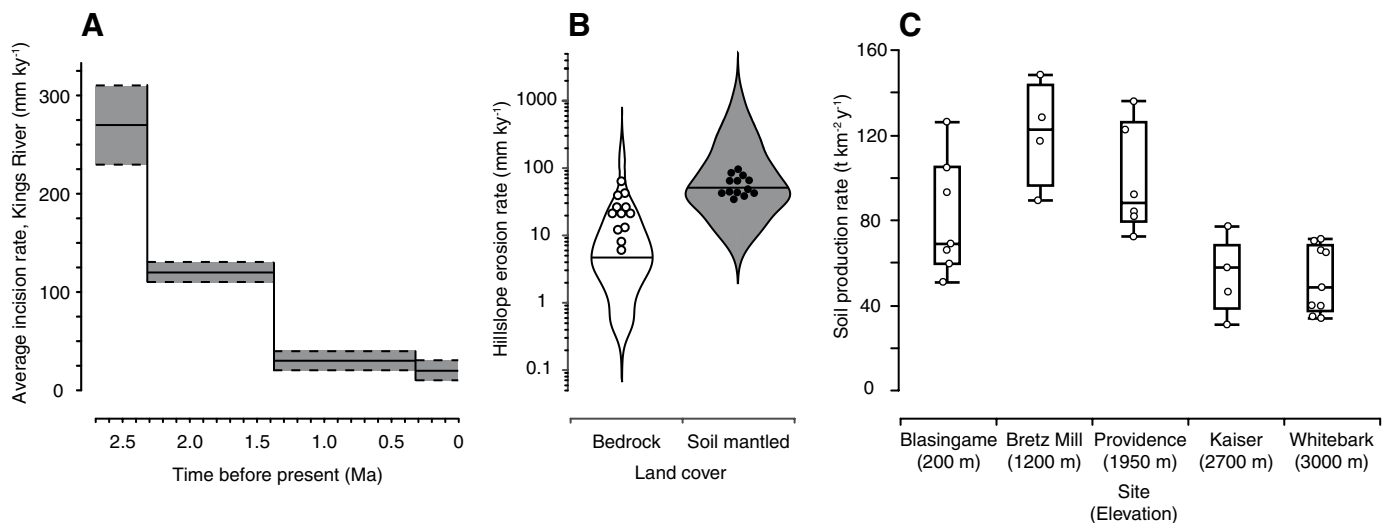 A
Average incision rate, Kings River (mm ky⁻¹)
300
200
100
0
2.5 2.0 1.5 1.0 0.5 0
Time before present (Ma)
B
Hillslope erosion rate (mm ky⁻¹)
1000
100
10
1
0.1
Bedrock Soil mantled
Land cover
C
Soil production rate (t km⁻² y⁻¹)
160
120
80
40
0
Blasingame Bretz Mill Providence Kaiser Whitebark
(200 m) (1200 m) (1950 m) (2700 m) (3000 m)
Site
(Elevation)